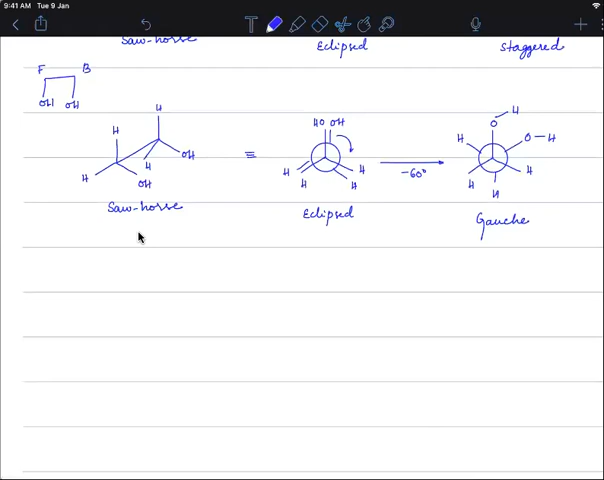 9:41 AM Tue 9 Jan
Saw-horse Eclipsed Staggered
F B
OH OH
H H H OH H OH
≡
HO OH H H H H
-60°
O H O-H H H H H
Saw-horse Eclipsed Gauche